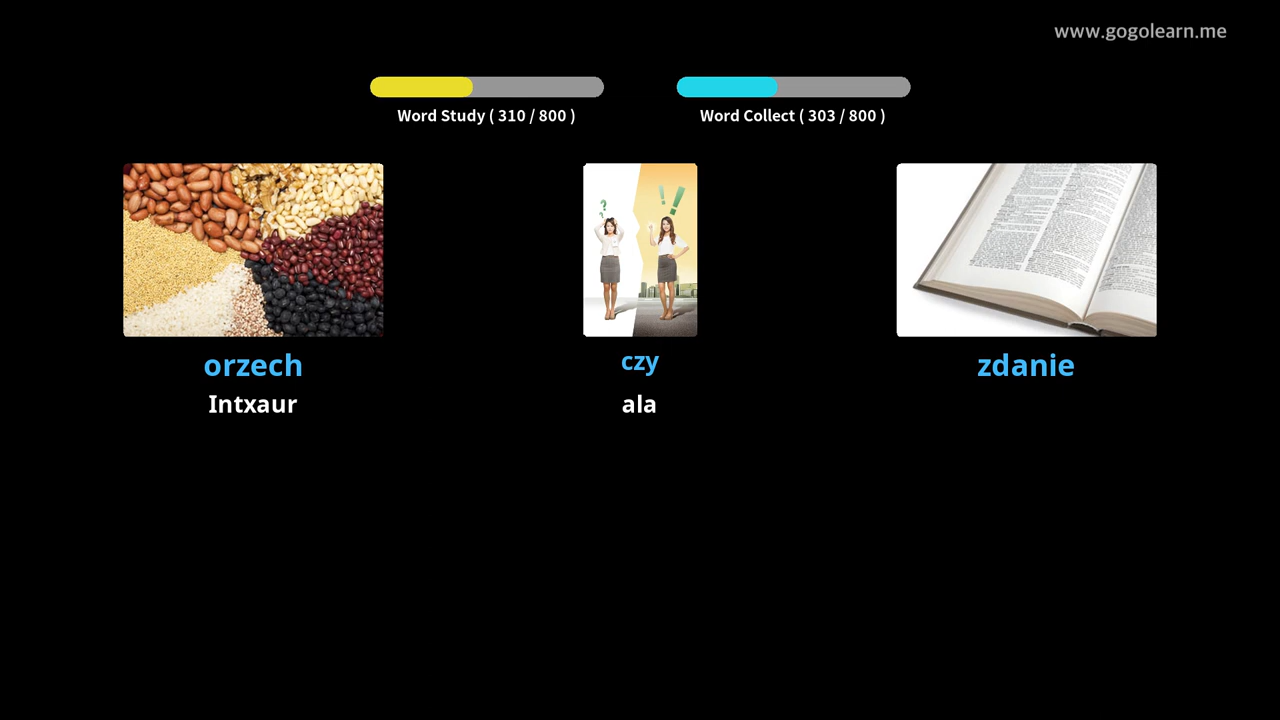 www.gogolearn.me
Word Study ( 310 / 800 )
Word Collect ( 303 / 800 )
orzech
czy
zdanie
Intxaur
ala